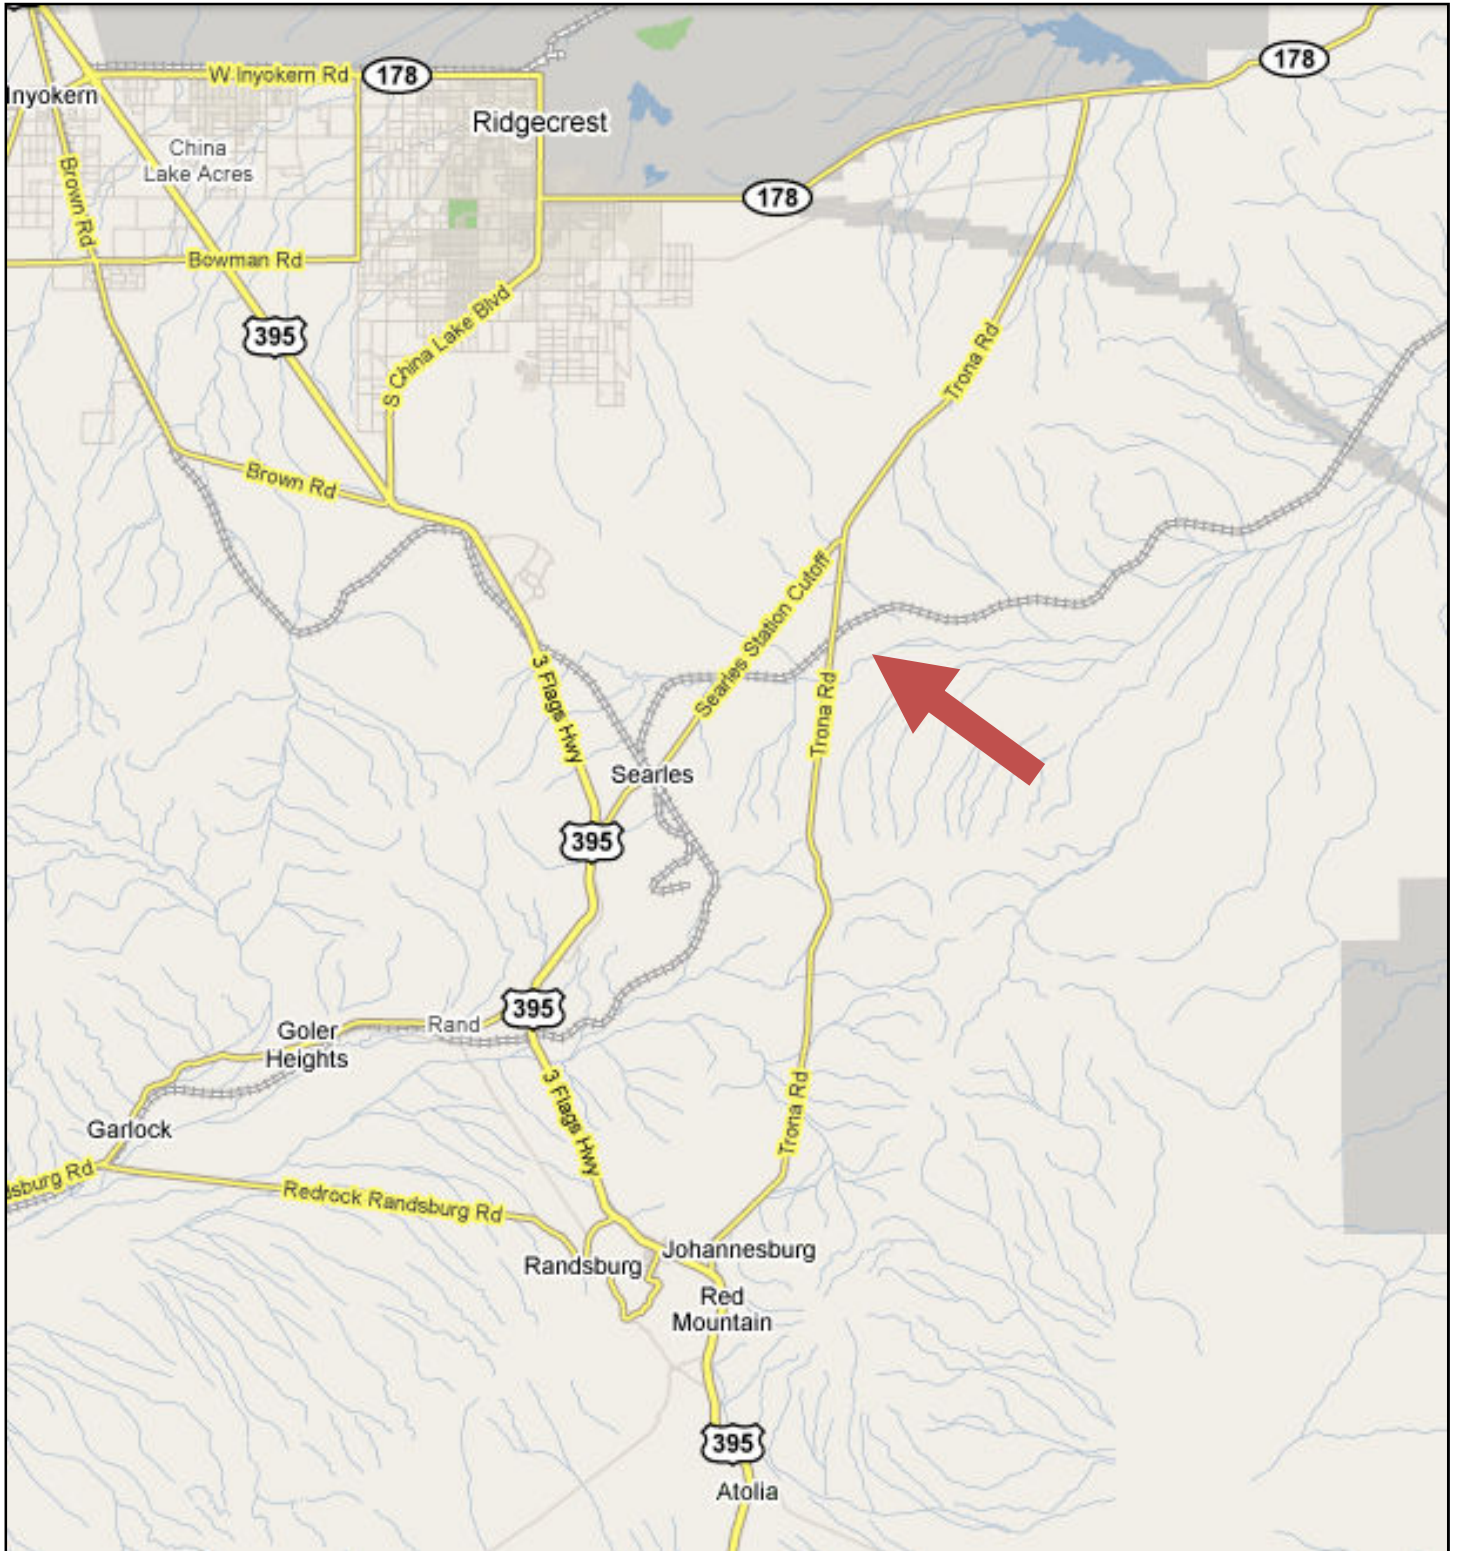 W Inyokern Rd
178
178
Inyokern
Ridgecrest
China
Lake Acres
Brown Rd
178
Bowman Rd
395
S China Lake Blvd
Trona Rd
Brown Rd
Searles Station Cutoff
3 Flags Hwy
Trona Rd
Searles
395
395
Rand
Goler
Heights
3 Flags Hwy
Trona Rd
Garlock
dsburg Rd
Redrock Randsburg Rd
Johannesburg
Randsburg
Red
Mountain
395
Atolia